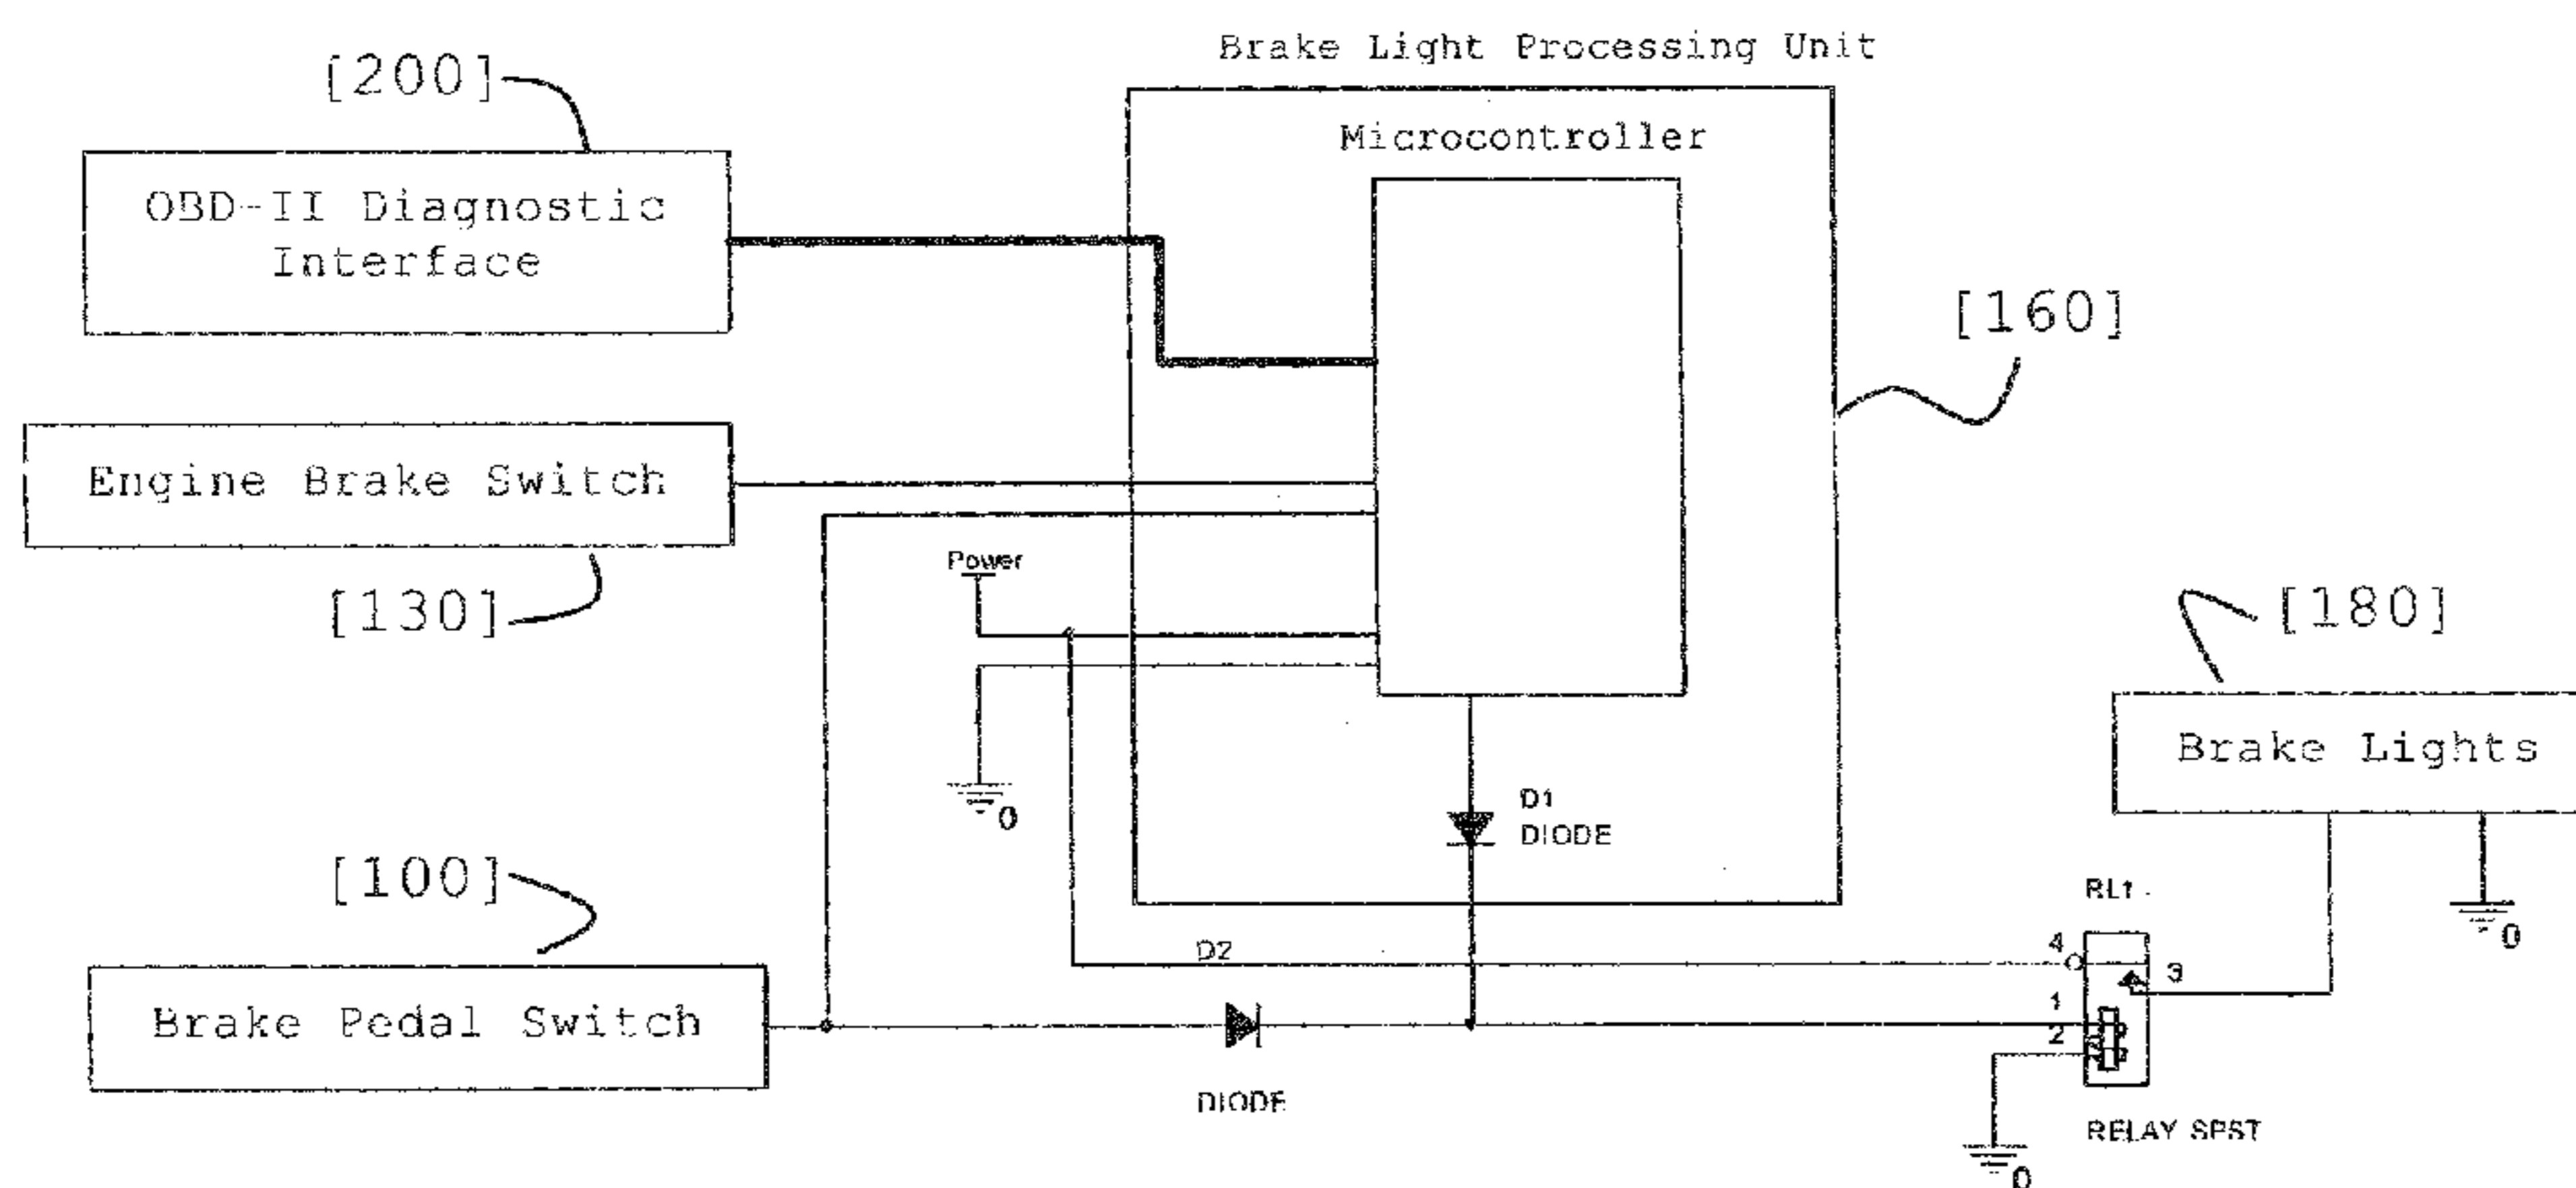 Brake Light Processing Unit
[200]
Microcontroller
OBD-II Diagnostic
Interface
[160]
Engine Brake Switch
Power
[130]
[180]
Brake Lights
D1
DIODE
0
[100]
RL1
0
4
D2
3
1
Brake Pedal Switch
2
DIODE
RELAY SPST
0